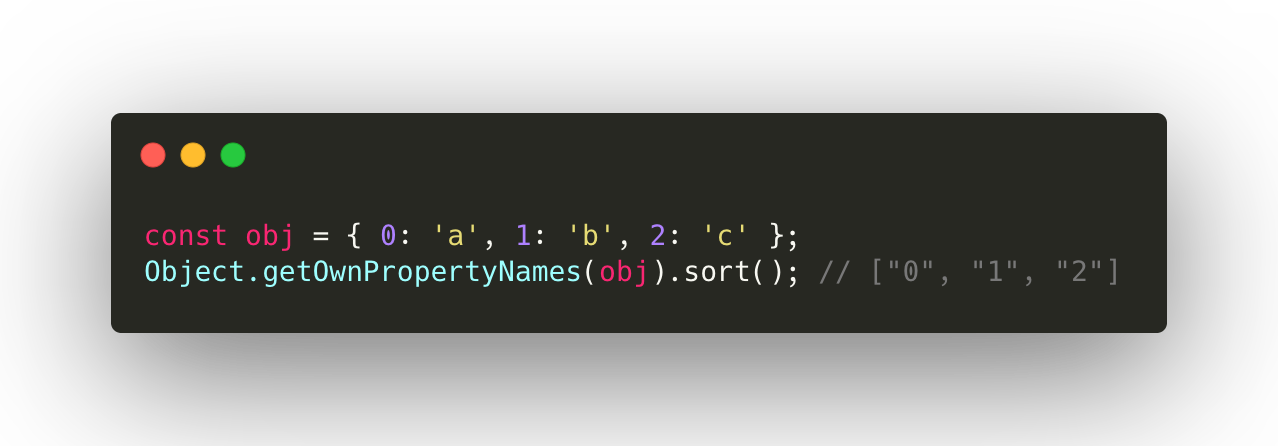 const obj = { 0: 'a', 1: 'b', 2: 'c' };
Object.getOwnPropertyNames(obj).sort(); // ["0", "1", "2"]